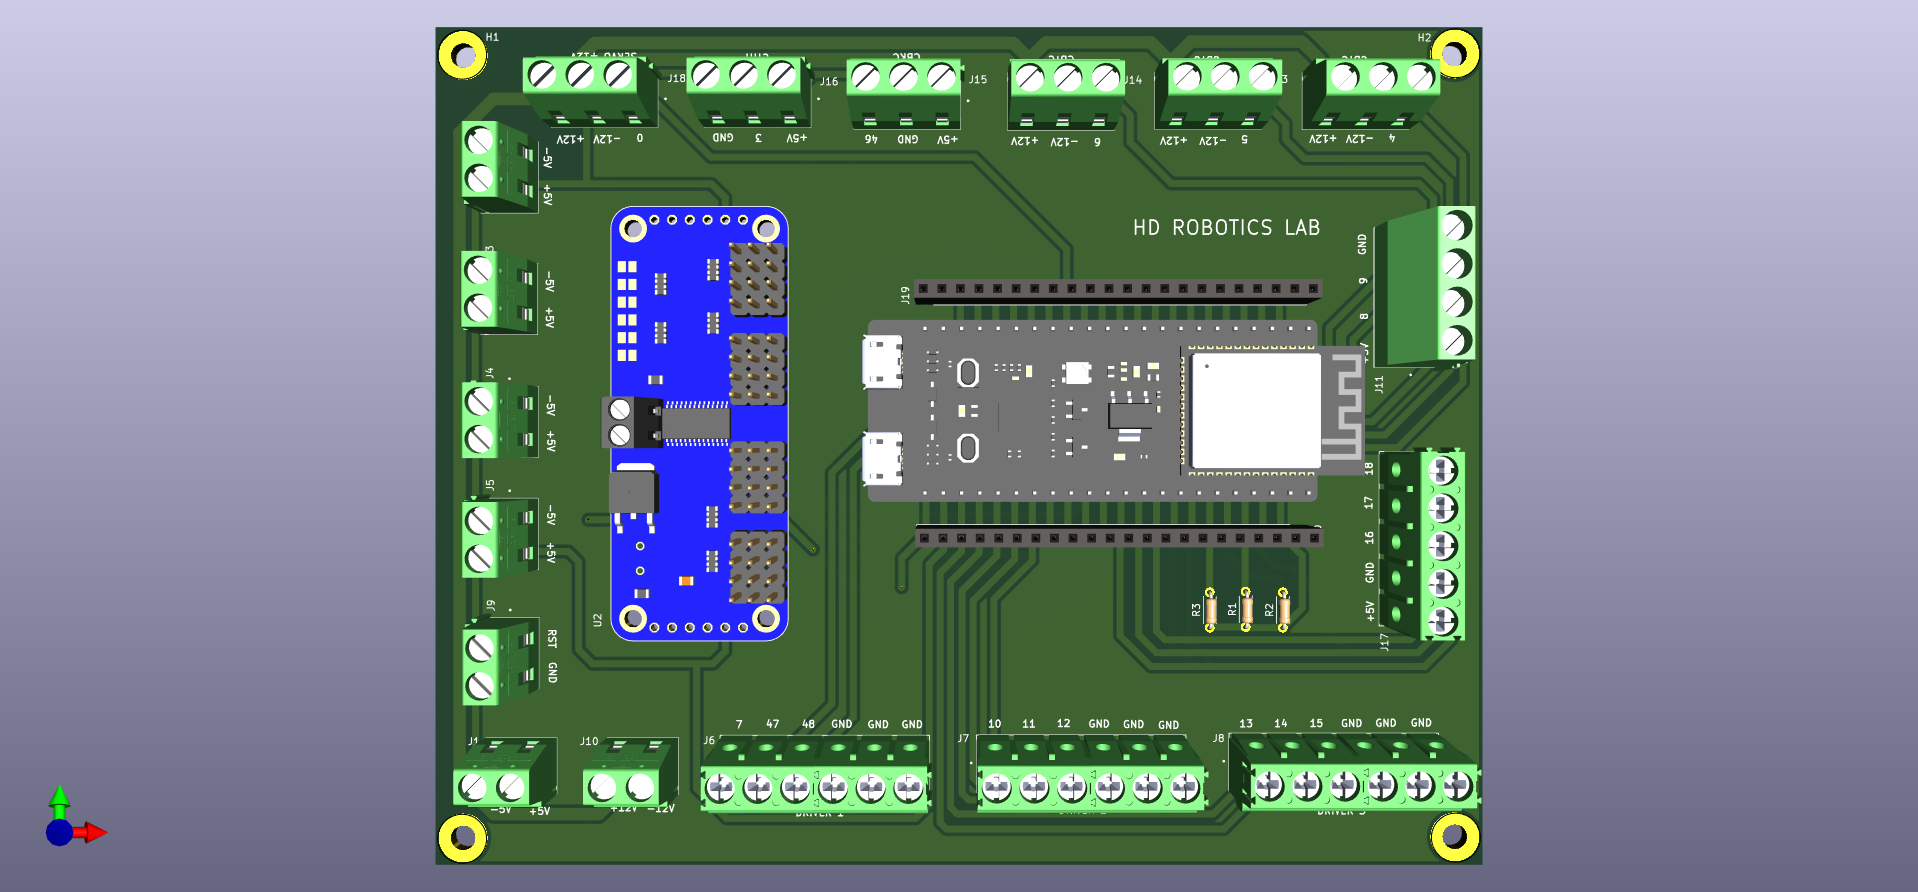 H1
H2
J18
J16
J15
J14
3
+12V -12V 0
GND 3 +5V
46 GND +5V
+12V -12V 6
+12V -12V 5
+12V -12V 4
-5V
+5V
HD ROBOTICS LAB
GND
9
8
+5V
J11
3
-5V
+5V
J19
J4
-5V
+5V
J5
-5V
+5V
18
17
16
GND
+5V
J17
J9
RST
GND
U2
R3
R1
R2
J1
-5V
+5V
J10
+12V
-12V
J6
7 47 48 GND GND GND
DRIVER 1
J7
10 11 12 GND GND GND
J8
13 14 15 GND GND GND
DRIVER 3